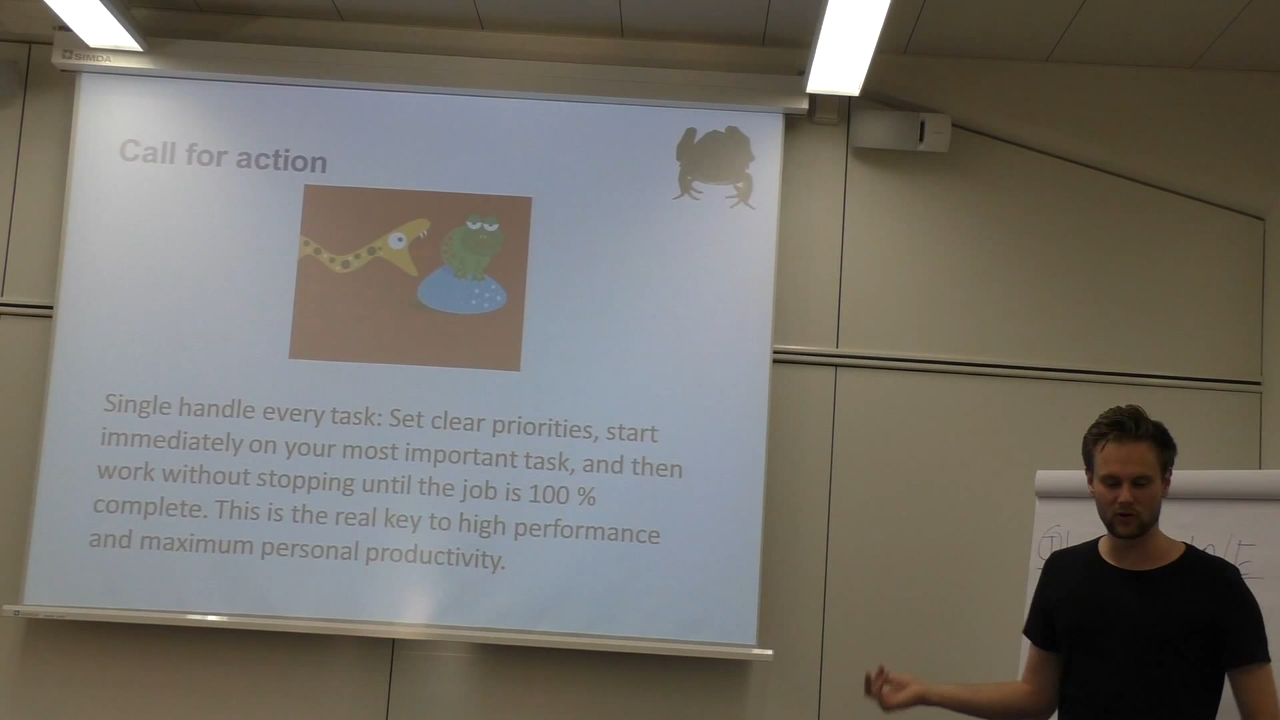 SIMDA
Call for action
Single handle every task: Set clear priorities, start
immediately on your most important task, and then
work without stopping until the job is 100 %
complete. This is the real key to high performance
and maximum personal productivity.